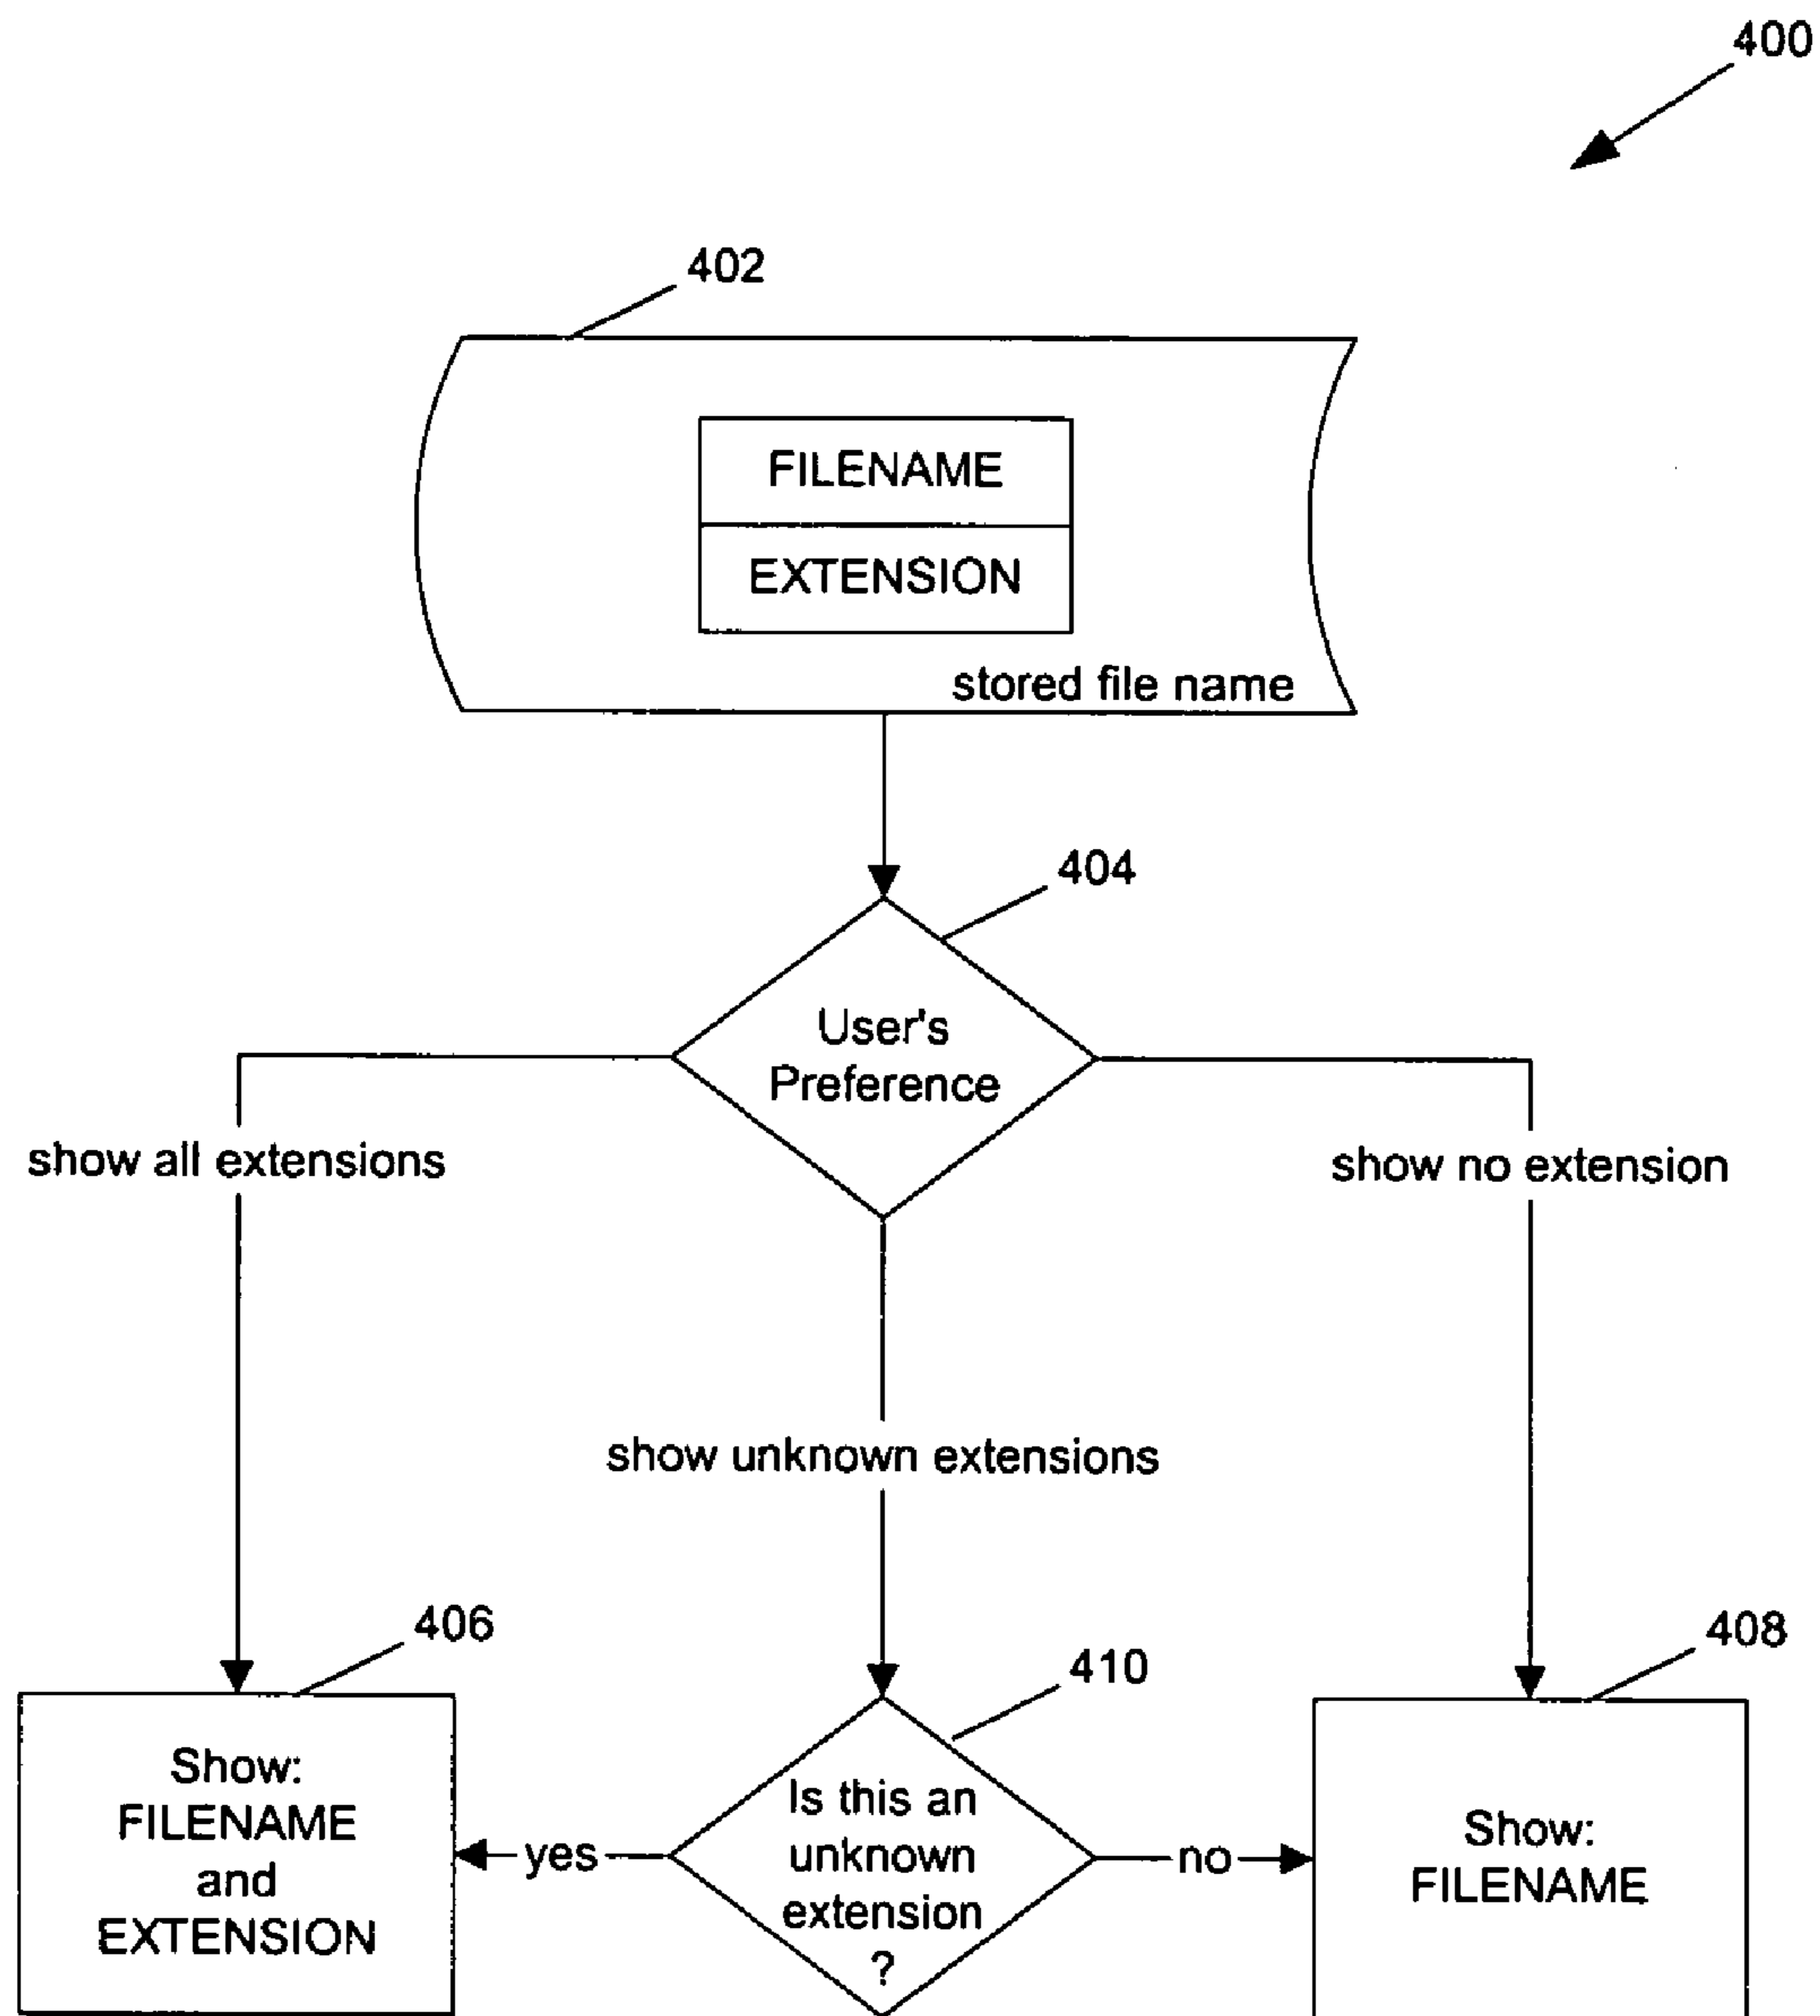 400
402
FILENAME
EXTENSION
stored file name
404
User's
Preference
show all extensions
show no extension
show unknown extensions
406
410
408
Show:
FILENAME
and
EXTENSION
yes
Is this an
unknown
extension
?
no
Show:
FILENAME